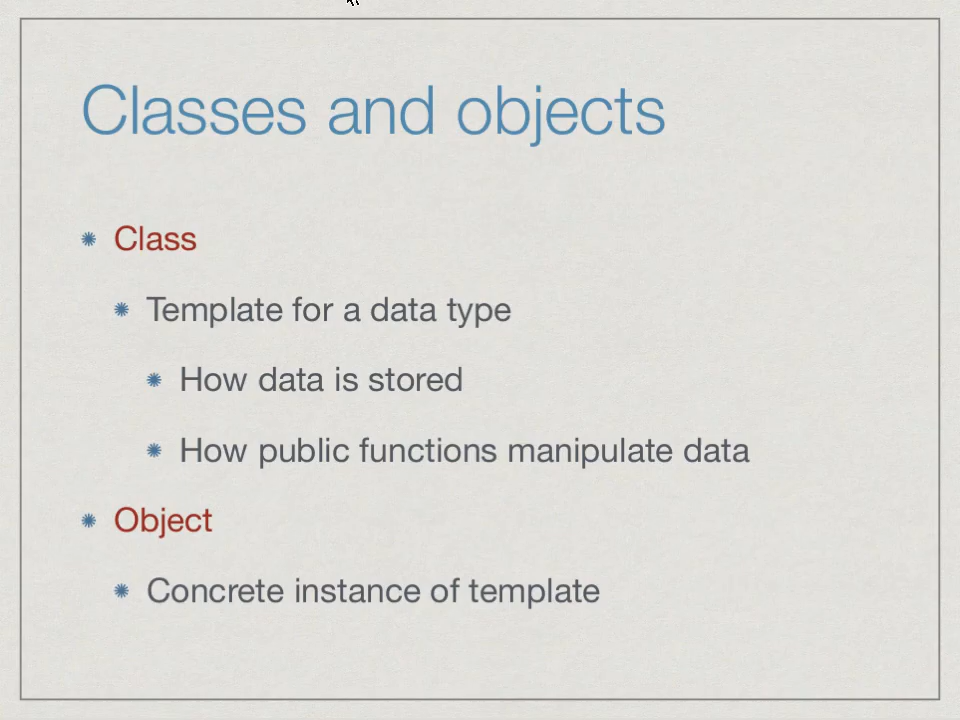 Classes and objects
Class
Template for a data type
How data is stored
How public functions manipulate data
Object
Concrete instance of template